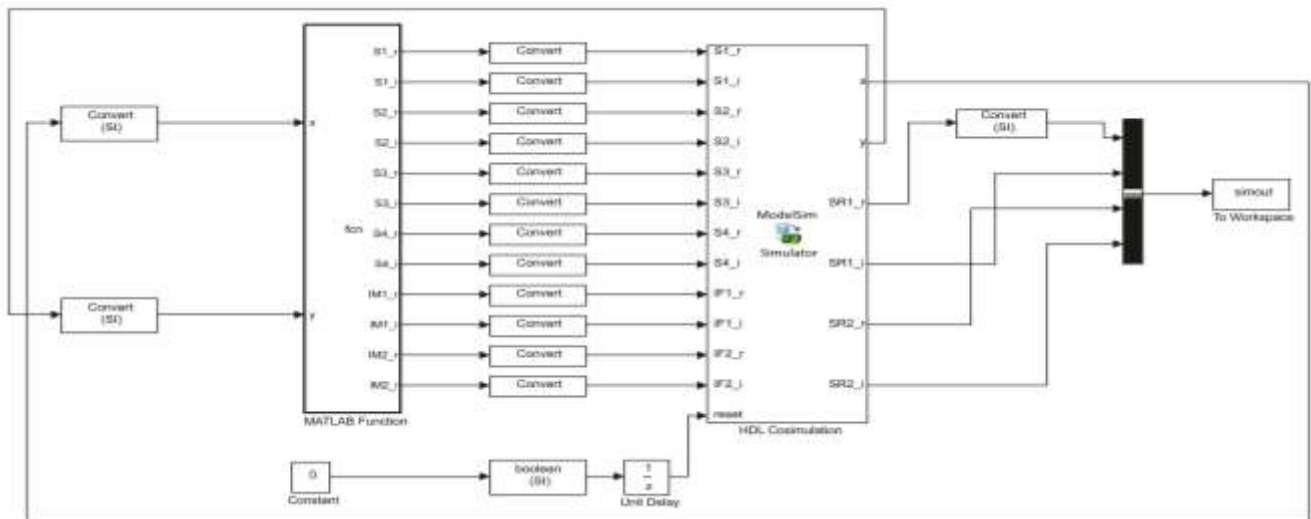 Convert
(SI)
Convert
(SI)
x
y
fcn
S1_r
S1_i
S2_r
S2_i
S3_r
S3_i
S4_r
S4_i
IM1_r
IM1_i
IM2_r
IM2_i
MATLAB Function
Convert
Convert
Convert
Convert
Convert
Convert
Convert
Convert
Convert
Convert
Convert
Convert
S1_r
S1_i
S2_r
S2_i
S3_r
S3_i
S4_r
S4_i
IF1_r
IF1_i
IF2_r
IF2_i
reset
ModelSim
Simulator
x
y
SR1_r
SR1_i
SR2_r
SR2_i
HDL Cosimulation
Convert
(SI)
simout
To Workspace
0
Constant
boolean
(SI)
1
z
Unit Delay